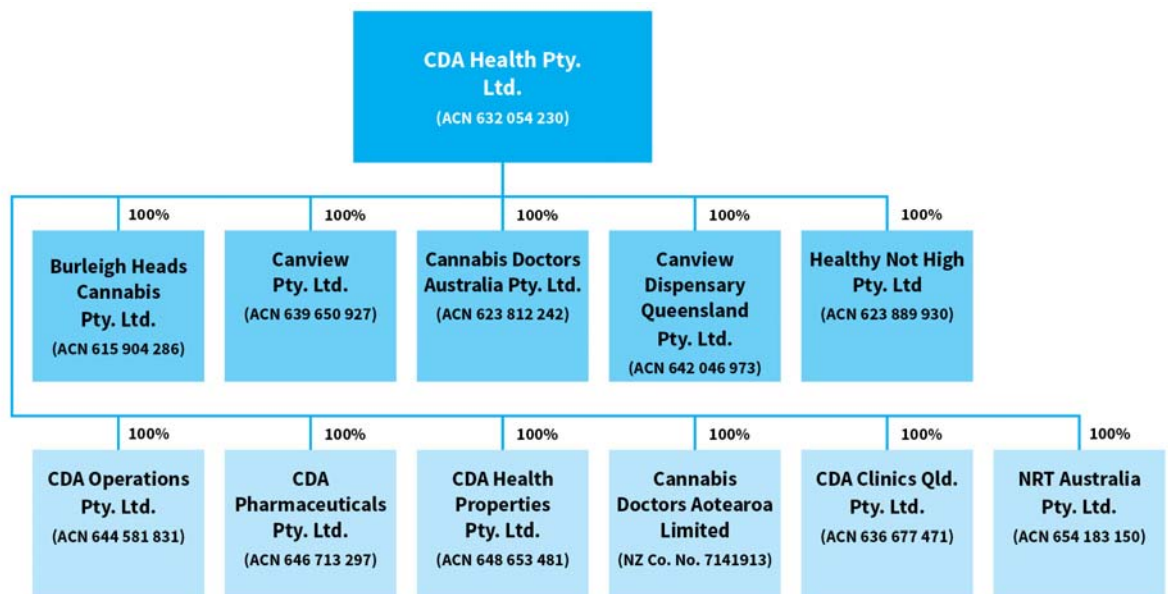 CDA Health Pty.
Ltd.
(ACN 632 054 230)
100%
100%
100%
100%
100%
Burleigh Heads
Cannabis
Pty. Ltd.
(ACN 615 904 286)
Canview
Pty. Ltd.
(ACN 639 650 927)
Cannabis Doctors
Australia Pty. Ltd.
(ACN 623 812 242)
Canview
Dispensary
Queensland
Pty. Ltd.
(ACN 642 046 973)
Healthy Not High
Pty. Ltd
(ACN 623 889 930)
100%
100%
100%
100%
100%
100%
CDA Operations
Pty. Ltd.
(ACN 644 581 831)
CDA
Pharmaceuticals
Pty. Ltd.
(ACN 646 713 297)
CDA Health
Properties
Pty. Ltd.
(ACN 648 653 481)
Cannabis
Doctors Aotearoa
Limited
(NZ Co. No. 7141913)
CDA Clinics Qld.
Pty. Ltd.
(ACN 636 677 471)
NRT Australia
Pty. Ltd.
(ACN 654 183 150)